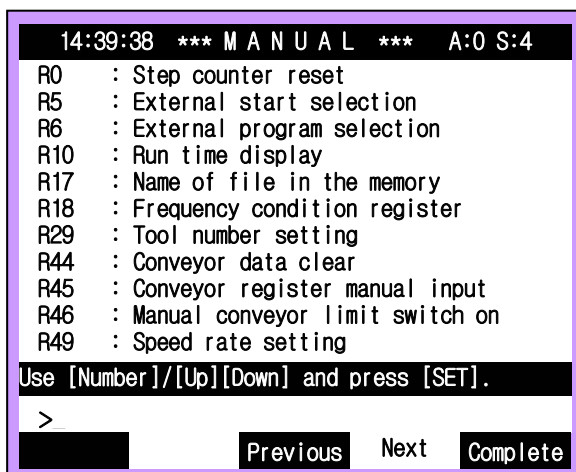 14:39:38 *** M A N U A L *** A:0 S:4
R0 : Step counter reset
R5 : External start selection
R6 : External program selection
R10 : Run time display
R17 : Name of file in the memory
R18 : Frequency condition register
R29 : Tool number setting
R44 : Conveyor data clear
R45 : Conveyor register manual input
R46 : Manual conveyor limit switch on
R49 : Speed rate setting
Use [Number]/[Up][Down] and press [SET].
>_
Previous Next Complete